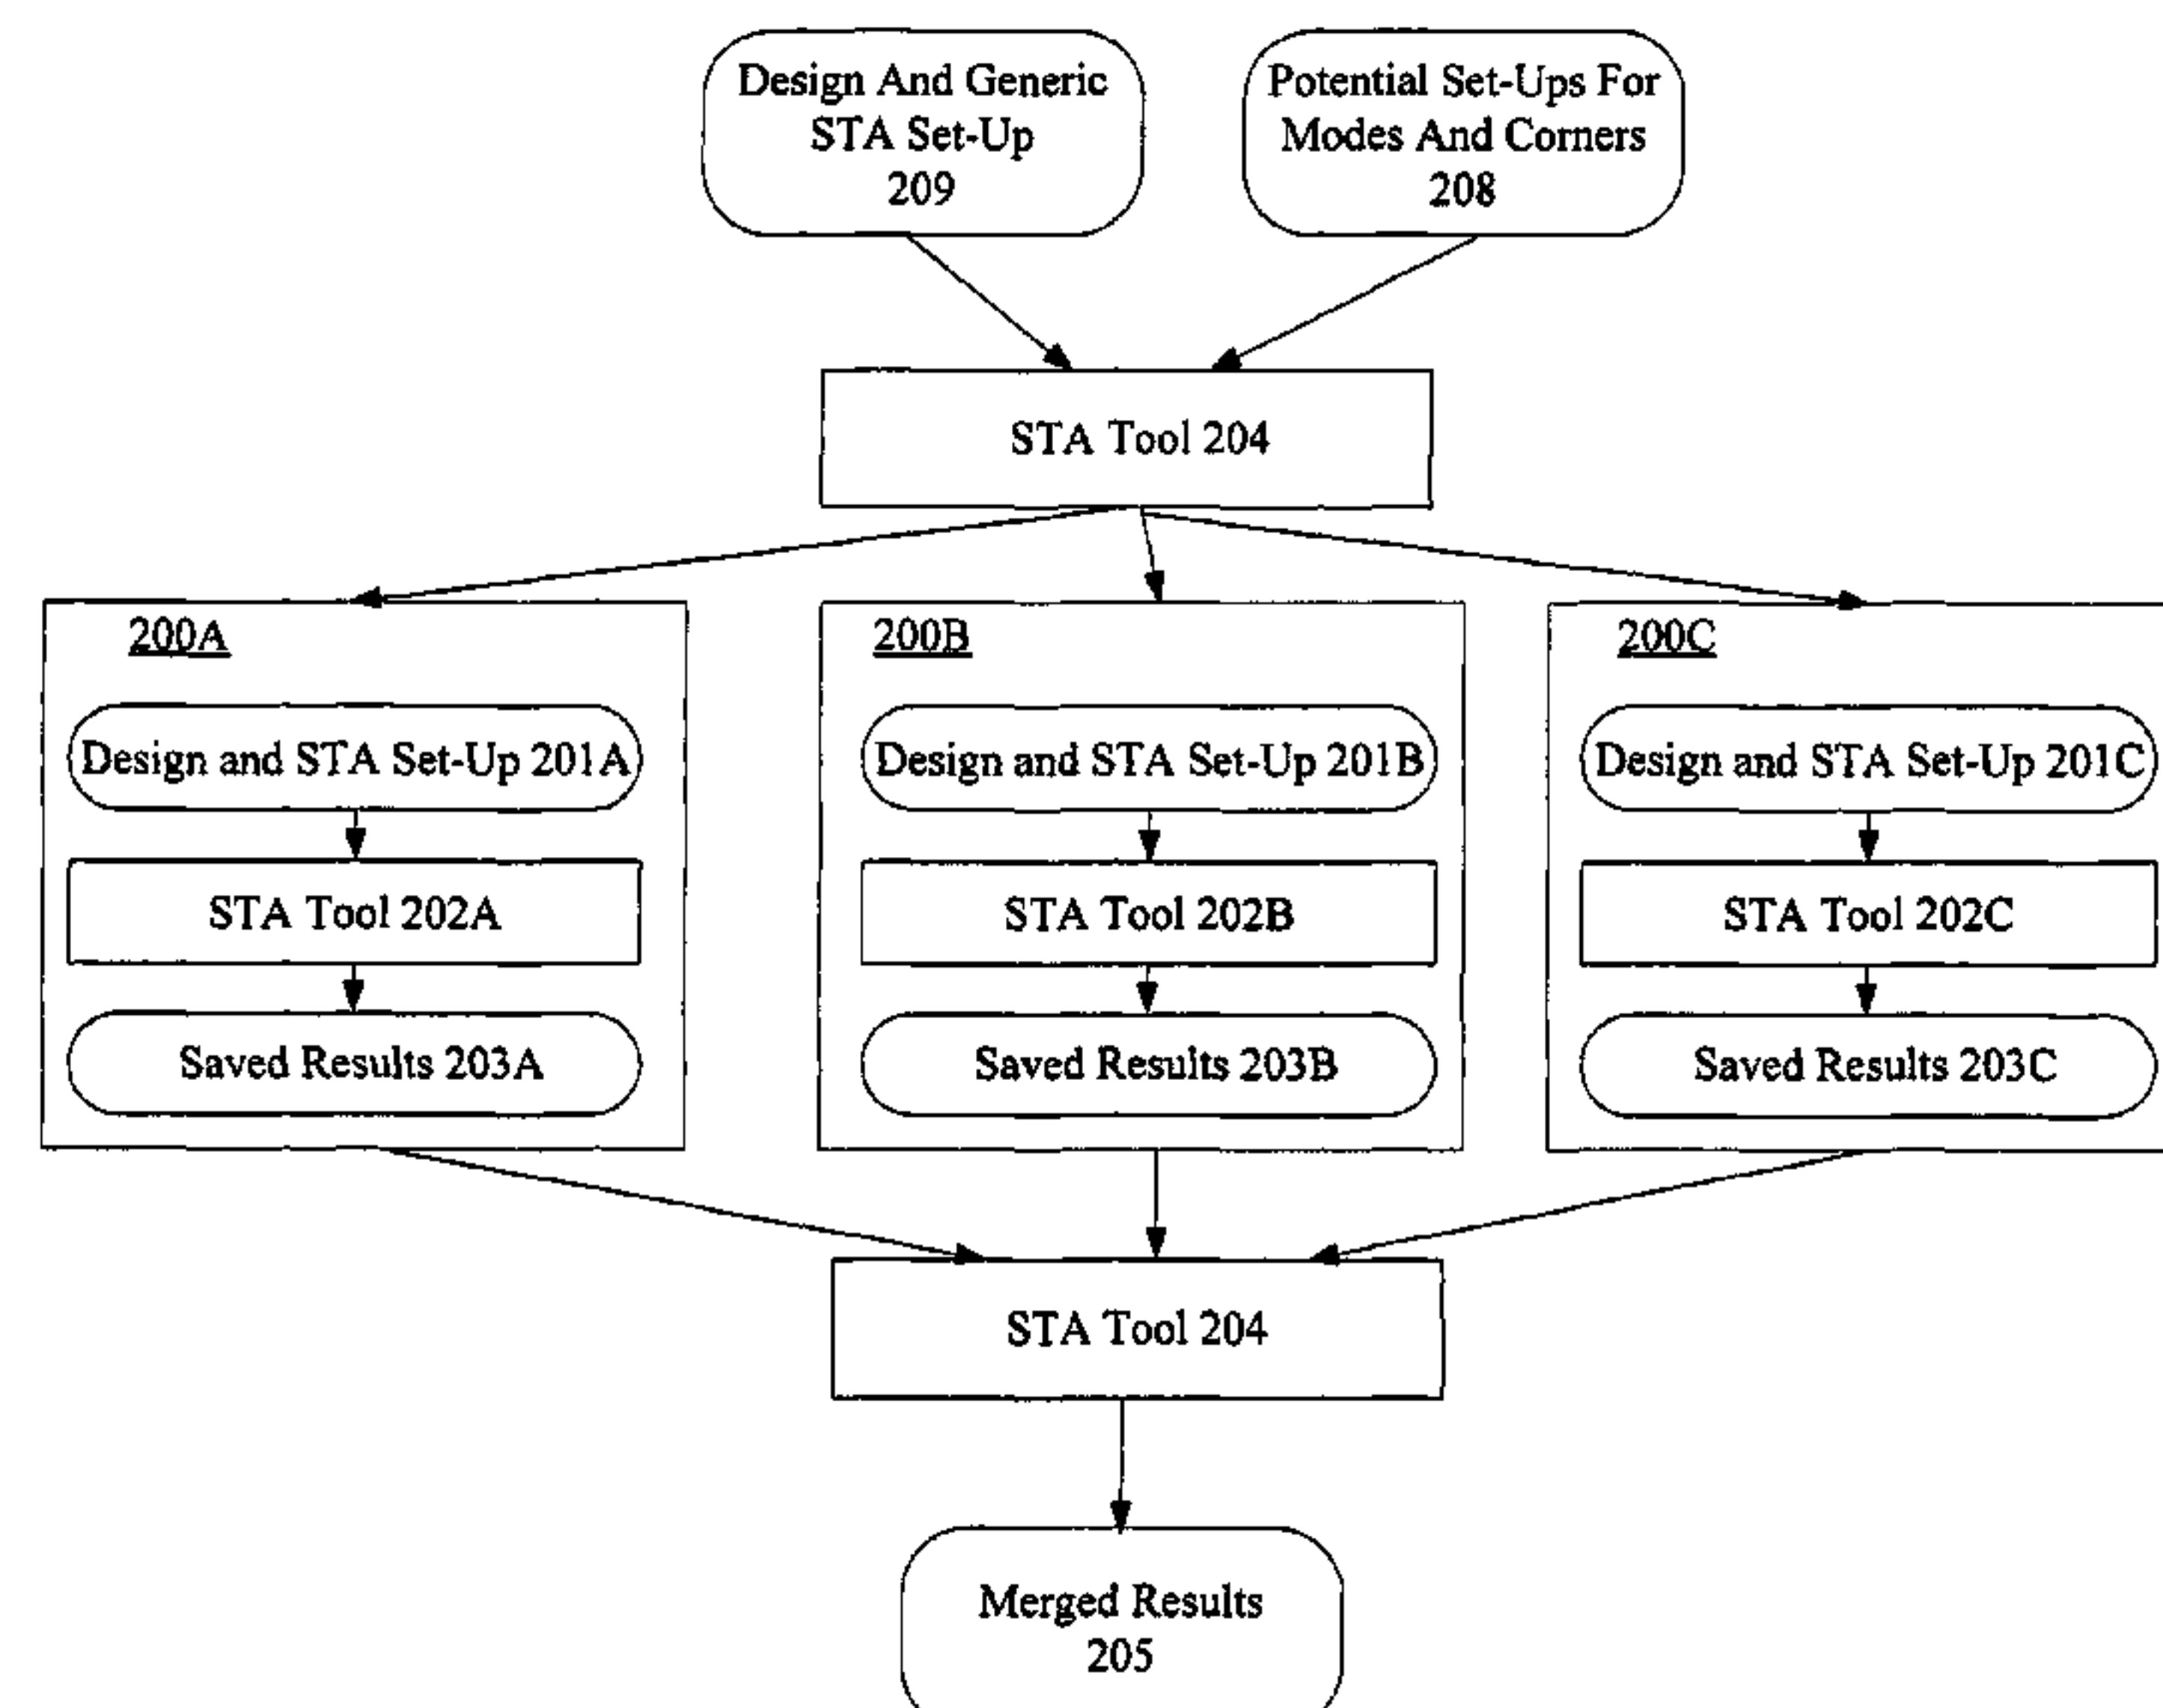 Design And Generic
STA Set-Up
209
Potential Set-Ups For
Modes And Corners
208
STA Tool 204
200A
Design and STA Set-Up 201A
STA Tool 202A
Saved Results 203A
200B
Design and STA Set-Up 201B
STA Tool 202B
Saved Results 203B
200C
Design and STA Set-Up 201C
STA Tool 202C
Saved Results 203C
STA Tool 204
Merged Results
205